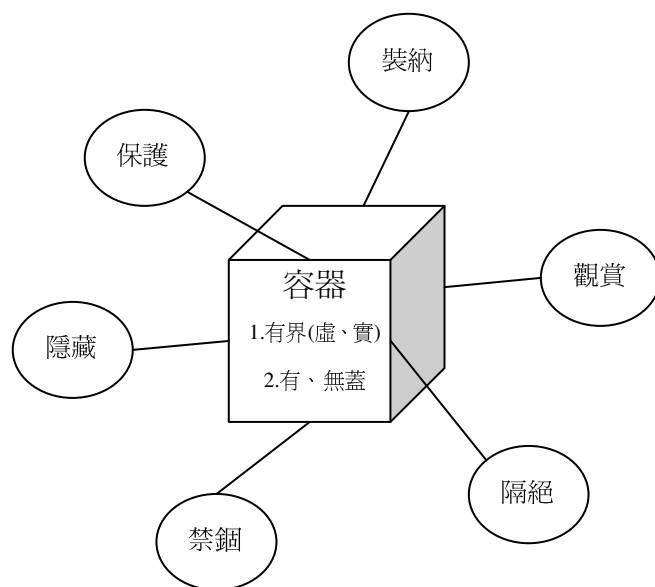 裝納
保護
觀賞
容器
1.有界(虛、實)
2.有、無蓋
隱藏
隔絕
禁錮